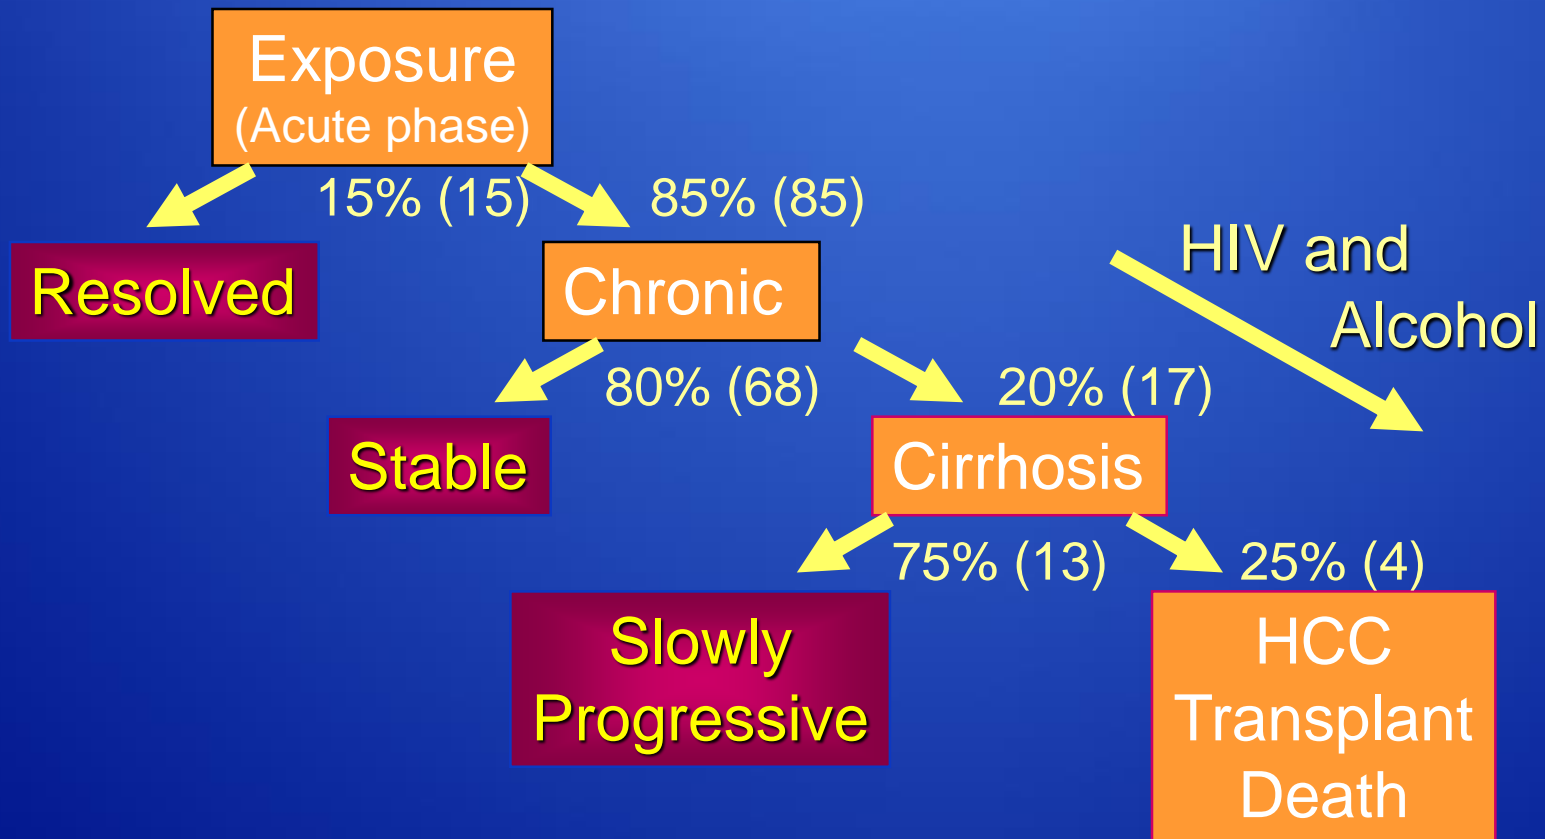 Exposure
(Acute phase)
15% (15)
85% (85)
Resolved
Chronic
HIV and
Alcohol
80% (68)
20% (17)
Stable
Cirrhosis
75% (13)
25% (4)
Slowly
Progressive
HCC
Transplant
Death